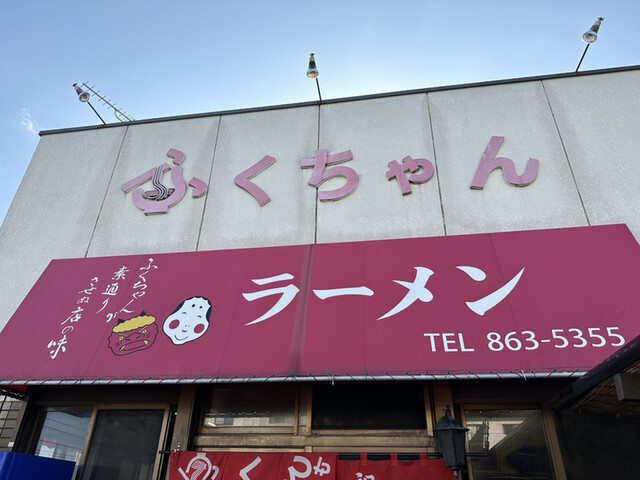 ふくちゃん
ふくちゃん
素通りが
させぬ店の味
ラーメン
TEL 863-5355
ふくちゃ